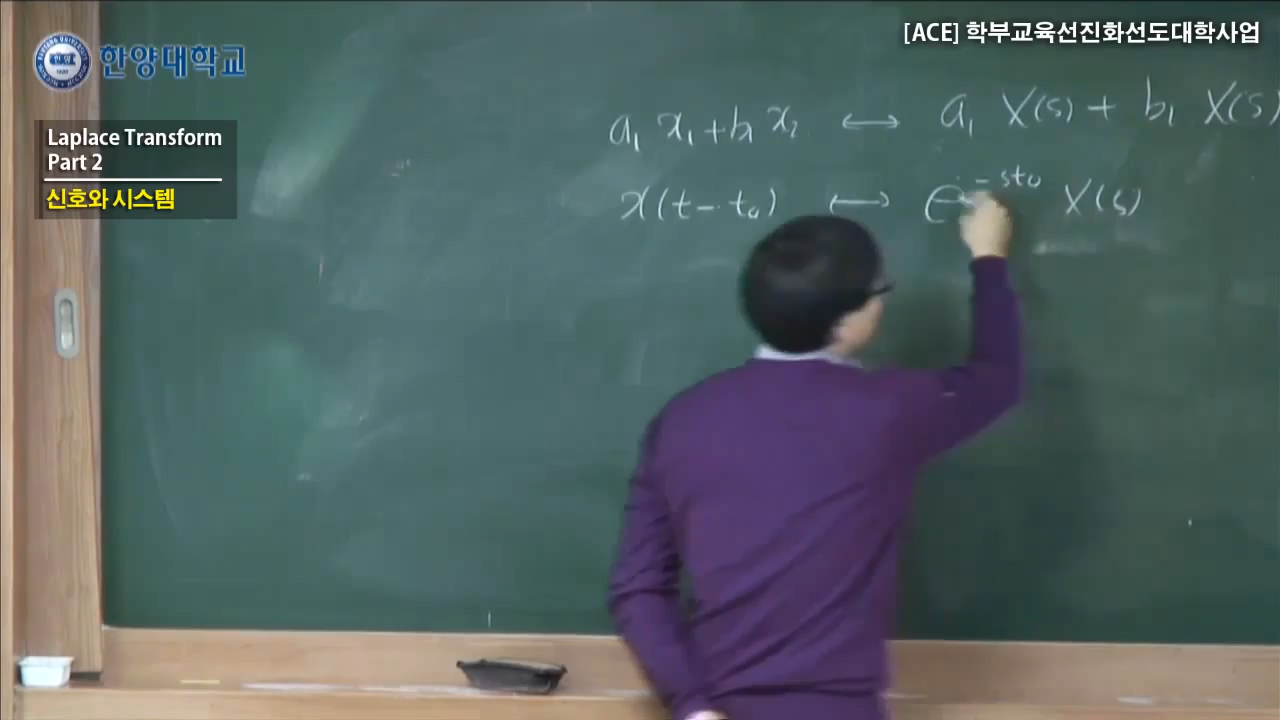 [ACE] 학부교육선진화선도대학사업
한양대학교
Laplace Transform
Part 2
신호와 시스템
a₁ x₁ + b₁ x₂ ↔ a₁ X(s) + b₁ X(s)
x(t - t₀) ↔ e^{-st₀} X(s)